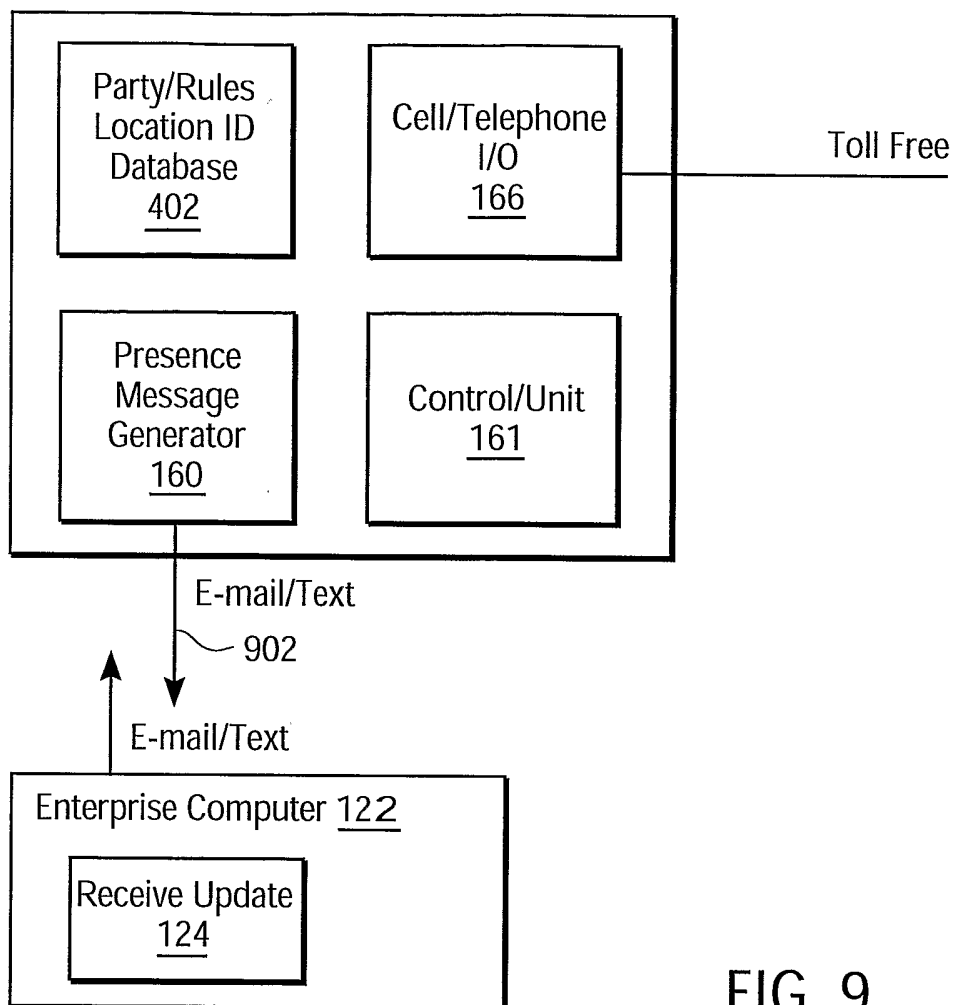 Party/Rules
Location ID
Database
402
Cell/Telephone
I/O
166
Toll Free
Presence
Message
Generator
160
Control/Unit
161
E-mail/Text
902
E-mail/Text
Enterprise Computer 122
Receive Update
124
FIG. 9